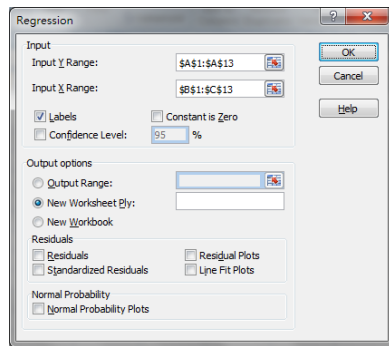 Regression
Input
Input Y Range: $A$1:$A$13
Input X Range: $B$1:$C$13
Labels Constant is Zero
Confidence Level: 95 %
Output options
Output Range:
New Worksheet Ply:
New Workbook
Residuals
Residuals Residual Plots
Standardized Residuals Line Fit Plots
Normal Probability
Normal Probability Plots
OK
Cancel
Help